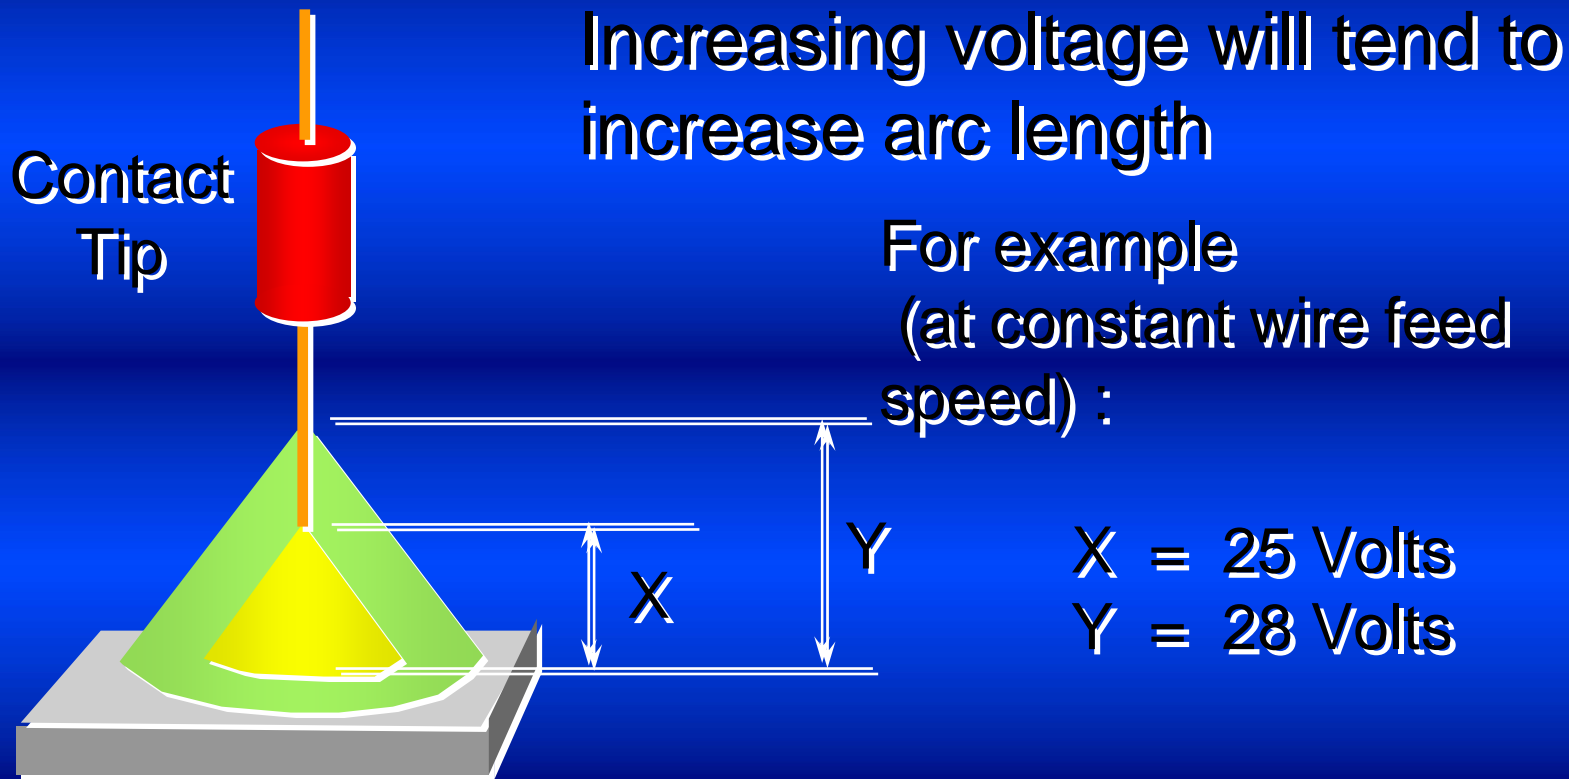 Increasing voltage will tend to
increase arc length
Contact
Tip
For example
(at constant wire feed
speed) :
Y
X
X = 25 Volts
Y = 28 Volts